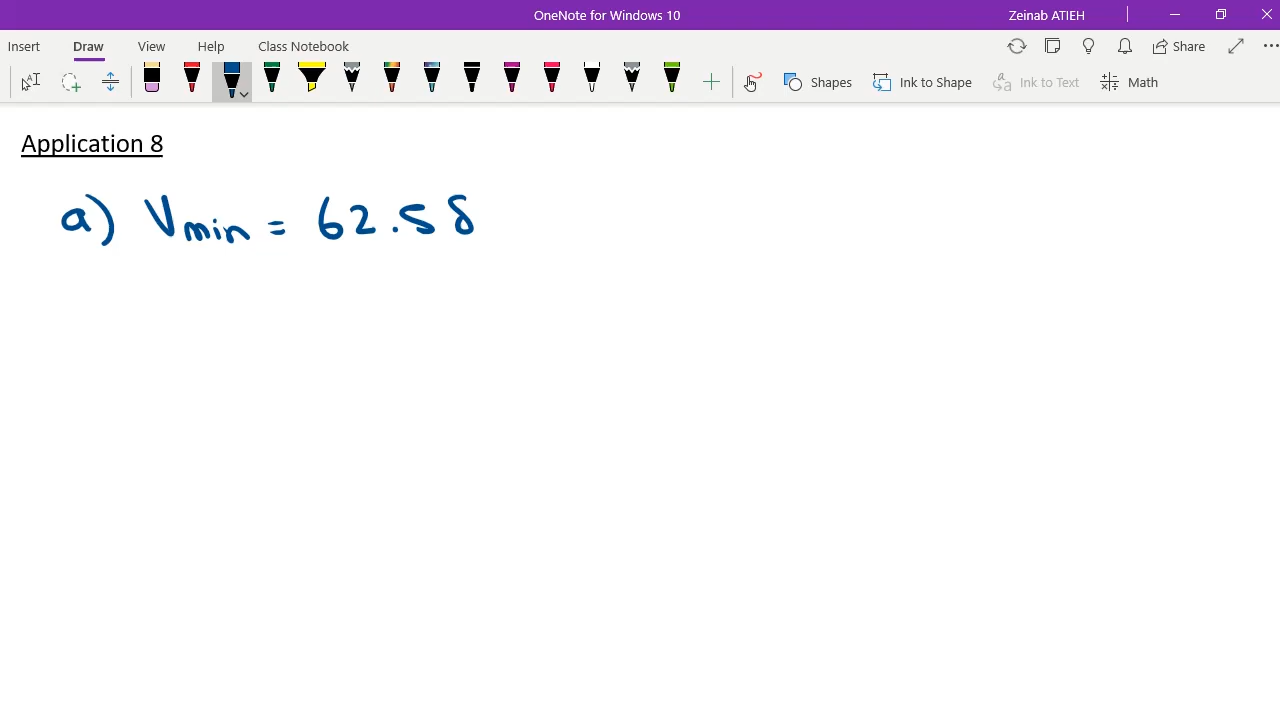 OneNote for Windows 10
Zeinab ATIEH
Insert Draw View Help Class Notebook
Share
Shapes Ink to Shape Ink to Text Math
Application 8
a) Vmin = 62.58